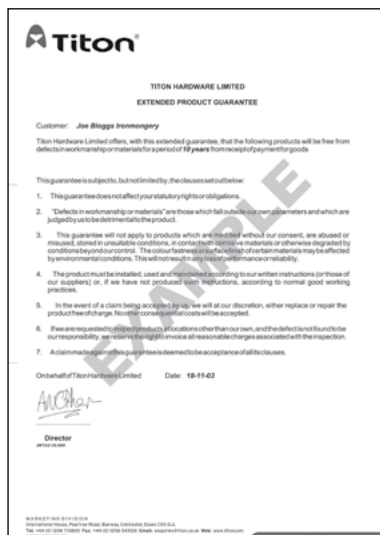 Titon®
TITON HARDWARE LIMITED
EXTENDED PRODUCT GUARANTEE
Customer: Joe Bloggs Ironmongery
Titon Hardware Limited offers, with this extended guarantee, that the following products will be free from
defects in workmanship or materials for a period of 10 years from receipt of payment for goods
This guarantee is subject to, but not limited by, the clauses set out below:
1. This guarantee does not affect your statutory rights or obligations.
2. "Defects in workmanship or materials" are those which fall outside our own parameters and which are
judged by us to be detrimental to the product.
3. This guarantee will not apply to products which are modified without our consent, are abused or
misused, stored in unsuitable conditions, in contact with corrosive materials or otherwise degraded by
conditions beyond our control. The colour fastness or surface finish of certain materials may be affected
by environmental conditions. This will not result in any loss of performance or reliability.
4. The product must be installed, used and maintained according to our written instructions (or those of
our suppliers) or, if we have not produced such instructions, according to normal good working
practices.
5. In the event of a claim being accepted by us, we will at our discretion, either replace or repair the
product free of charge. No other consequential costs will be accepted.
6. If we are requested to inspect products at locations other than our own, and the defect is not found to be
our responsibility, we reserve the right to invoice all reasonable charges associated with the inspection.
7. A claim made against this guarantee is deemed to be acceptance of all its clauses.
On behalf of Titon Hardware Limited Date: 18-11-03
Director
EXAMPLE
MARKETING DIVISION
International House, Peartree Road, Stanway, Colchester, Essex CO3 0JL